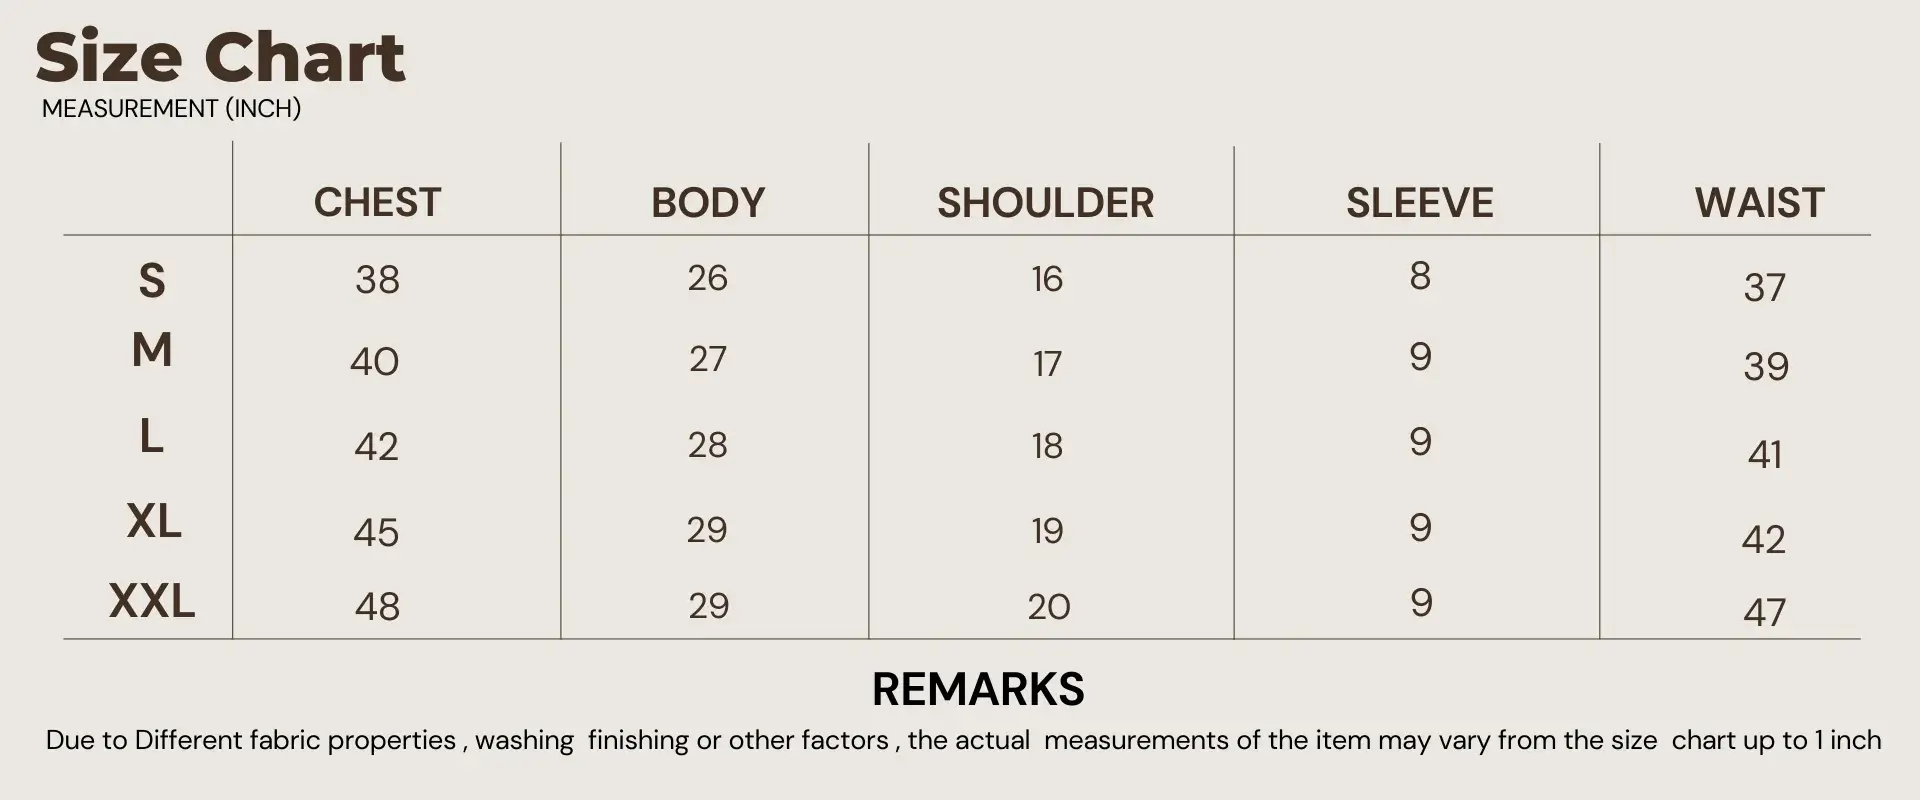 Size Chart
MEASUREMENT (INCH)
CHEST BODY SHOULDER SLEEVE WAIST
S 38 26 16 8 37
M 40 27 17 9 39
L 42 28 18 9 41
XL 45 29 19 9 42
XXL 48 29 20 9 47
REMARKS
Due to Different fabric properties , washing finishing or other factors , the actual measurements of the item may vary from the size chart up to 1 inch